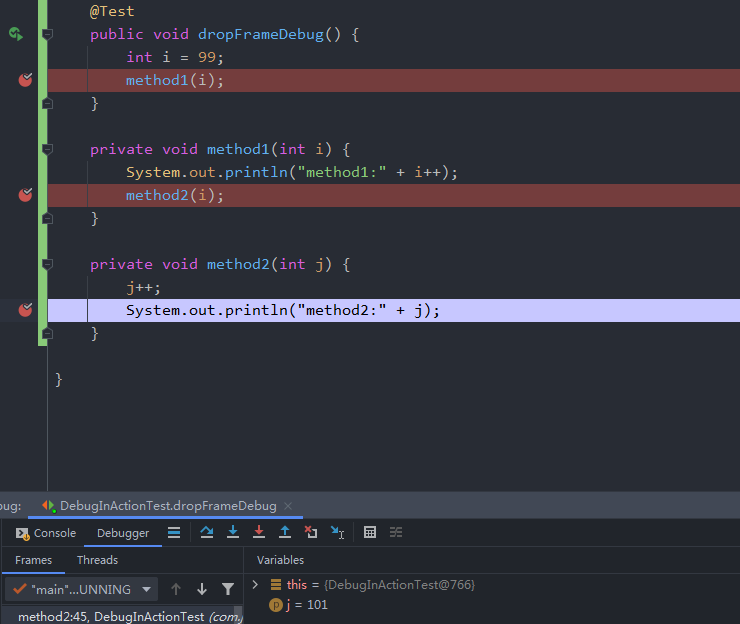 @Test
public void dropFrameDebug() {
int i = 99;
method1(i);
}
private void method1(int i) {
System.out.println("method1:" + i++);
method2(i);
}
private void method2(int j) {
j++;
System.out.println("method2:" + j);
}
}
bug: DebugInActionTest.dropFrameDebug ×
Console Debugger
Frames Threads Variables
"main"...UNNING
this = {DebugInActionTest@766}
p j = 101
method2:45, DebugInActionTest (com.